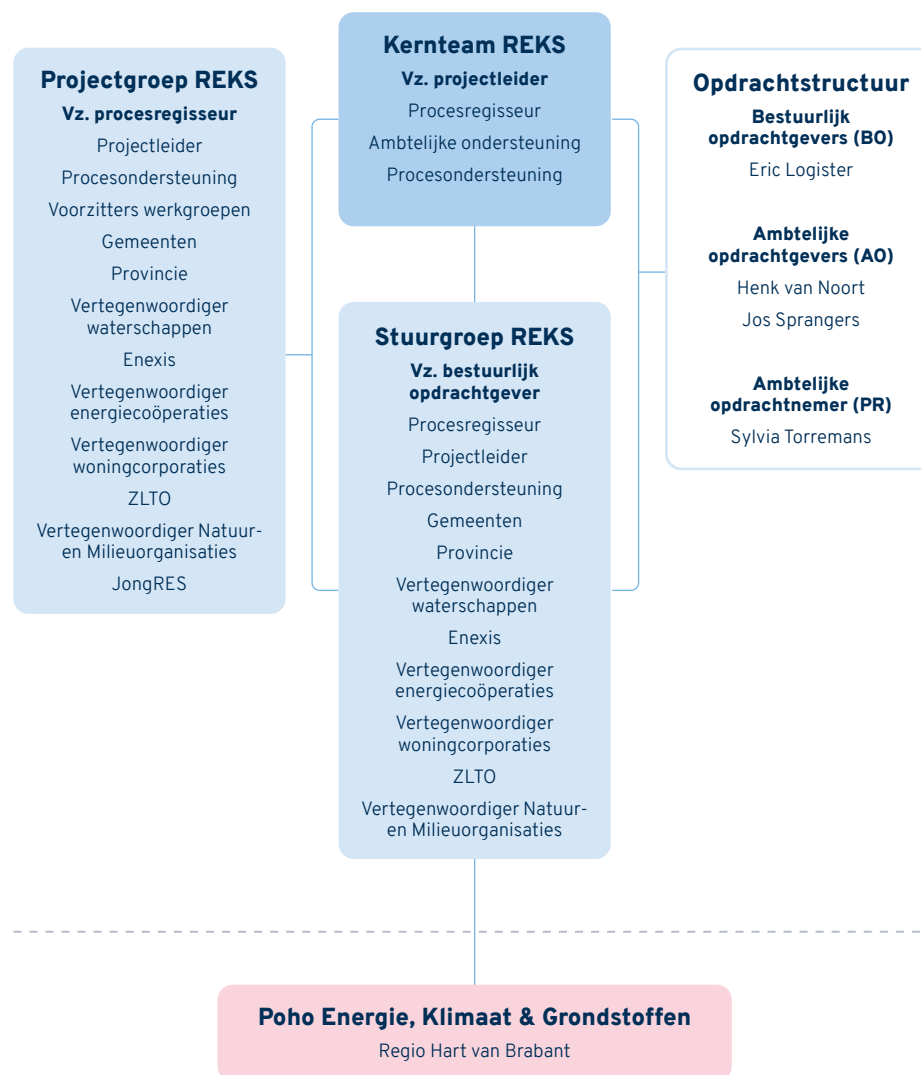 Projectgroep REKS
Vz. procesregisseur
Projectleider
Procesondersteuning
Voorzitters werkgroepen
Gemeenten
Provincie
Vertegenwoordiger
waterschappen
Enexis
Vertegenwoordiger
energiecoöperaties
Vertegenwoordiger
woningcorporaties
ZLTO
Vertegenwoordiger Natuur-
en Milieuorganisaties
JongRES
Kernteam REKS
Vz. projectleider
Procesregisseur
Ambtelijke ondersteuning
Procesondersteuning
Stuurgroep REKS
Vz. bestuurlijk
opdrachtgever
Procesregisseur
Projectleider
Procesondersteuning
Gemeenten
Provincie
Vertegenwoordiger
waterschappen
Enexis
Vertegenwoordiger
energiecoöperaties
Vertegenwoordiger
woningcorporaties
ZLTO
Vertegenwoordiger Natuur-
en Milieuorganisaties
Opdrachtstructuur
Bestuurlijk
opdrachtgevers (BO)
Eric Logister
Ambtelijke
opdrachtgevers (AO)
Henk van Noort
Jos Sprangers
Ambtelijke
opdrachtnemer (PR)
Sylvia Torremans
Poho Energie, Klimaat & Grondstoffen
Regio Hart van Brabant